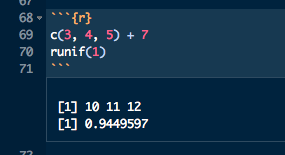 68 ```{r}
69 c(3, 4, 5) + 7
70 runif(1)
71 ```
[1] 10 11 12
[1] 0.9449597